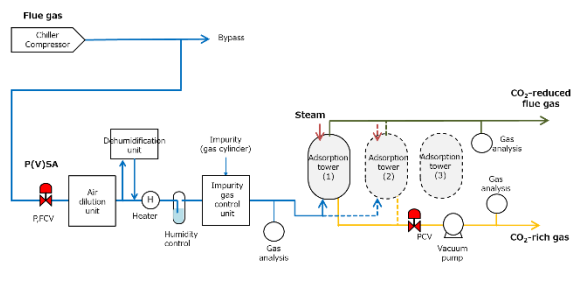 Flue gas
Chiller
Compressor
Bypass
CO₂-reduced
flue gas
Steam
Impurity
(gas cylinder)
Dehumidification
unit
P(V)SA
Adsorption
tower
(1)
Adsorption
tower
(2)
Adsorption
tower
(3)
Gas
analysis
Gas
analysis
Air
dilution
unit
H
Heater
Impurity
gas
control
unit
P,FCV
Humidity
control
Gas
analysis
PCV
Vacuum
pump
CO₂-rich gas